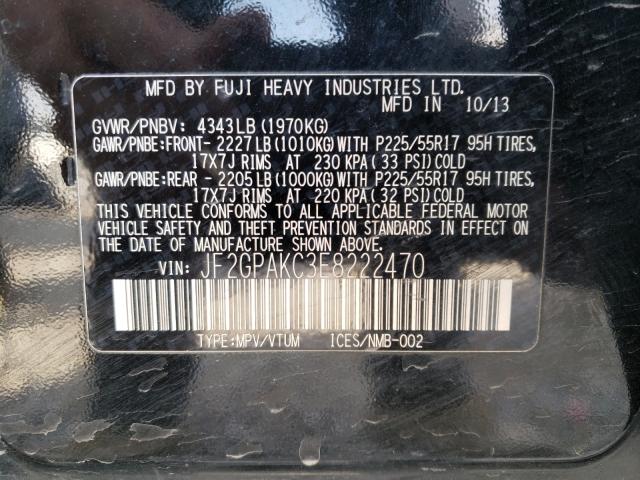 MFD BY FUJI HEAVY INDUSTRIES LTD.
MFD IN 10/13
GVWR/PNBV: 4343LB (1970KG)
GAWR/PNBE:FRONT- 2227LB(1010KG)WITH P225/55R17 95H TIRES,
17X7J RIMS AT 230 KPA( 33 PSI) COLD
GAWR/PNBE:REAR - 2205LB(1000KG)WITH P225/55R17 95H TIRES,
17X7J RIMS AT 220 KPA( 32 PSI) COLD
THIS VEHICLE CONFORMS TO ALL APPLICABLE FEDERAL MOTOR
VEHICLE SAFETY AND THEFT PREVENTION STANDARDS IN EFFECT
ON THE DATE OF MANUFACTURE SHOWN ABOVE.
VIN: JF2GPAKC3E8222470
TYPE:MPV/VTUM ICES/NMB-002